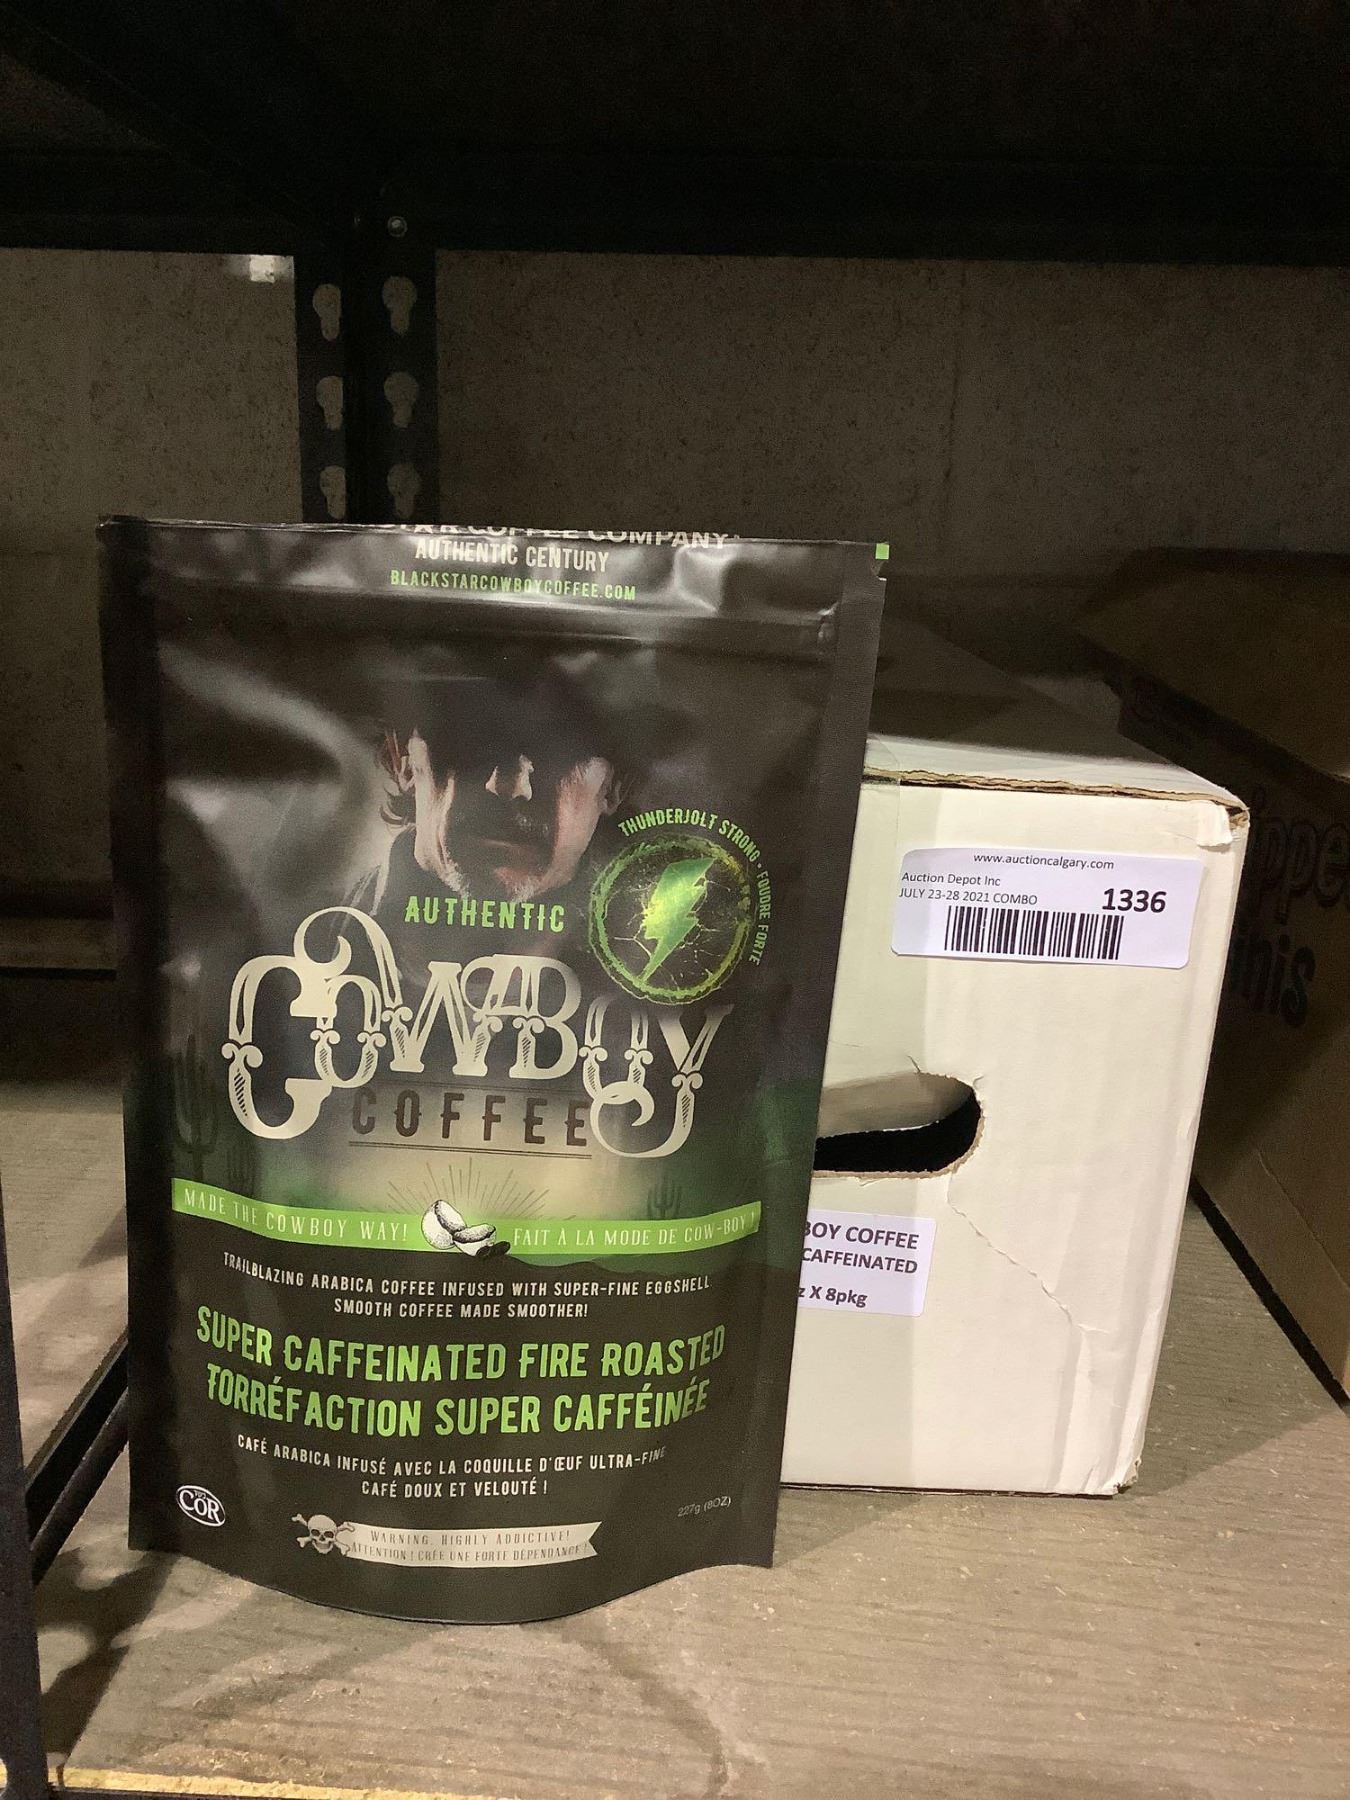 COFFEE COMPANY
AUTHENTIC CENTURY
BLACKSTARCOWBOYCOFFEE.COM
THUNDERJOLT STRONG • FOUDRE FORTE
AUTHENTIC
COWBOY
COFFEE
MADE THE COWBOY WAY! FAIT À LA MODE DE COW-BOY !
TRAILBLAZING ARABICA COFFEE INFUSED WITH SUPER-FINE EGGSHELL
SMOOTH COFFEE MADE SMOOTHER!
SUPER CAFFEINATED FIRE ROASTED
TORRÉFACTION SUPER CAFFÉINÉE
CAFÉ ARABICA INFUSÉ AVEC LA COQUILLE D'ŒUF ULTRA-FINE
CAFÉ DOUX ET VELOUTÉ !
COR
227g (8OZ)
WARNING, HIGHLY ADDICTIVE!
ATTENTION ! CRÉE UNE FORTE DÉPENDANCE !
www.auctioncalgary.com
Auction Depot Inc
JULY 23-28 2021 COMBO
1336
BOY COFFEE
CAFFEINATED
z X 8pkg